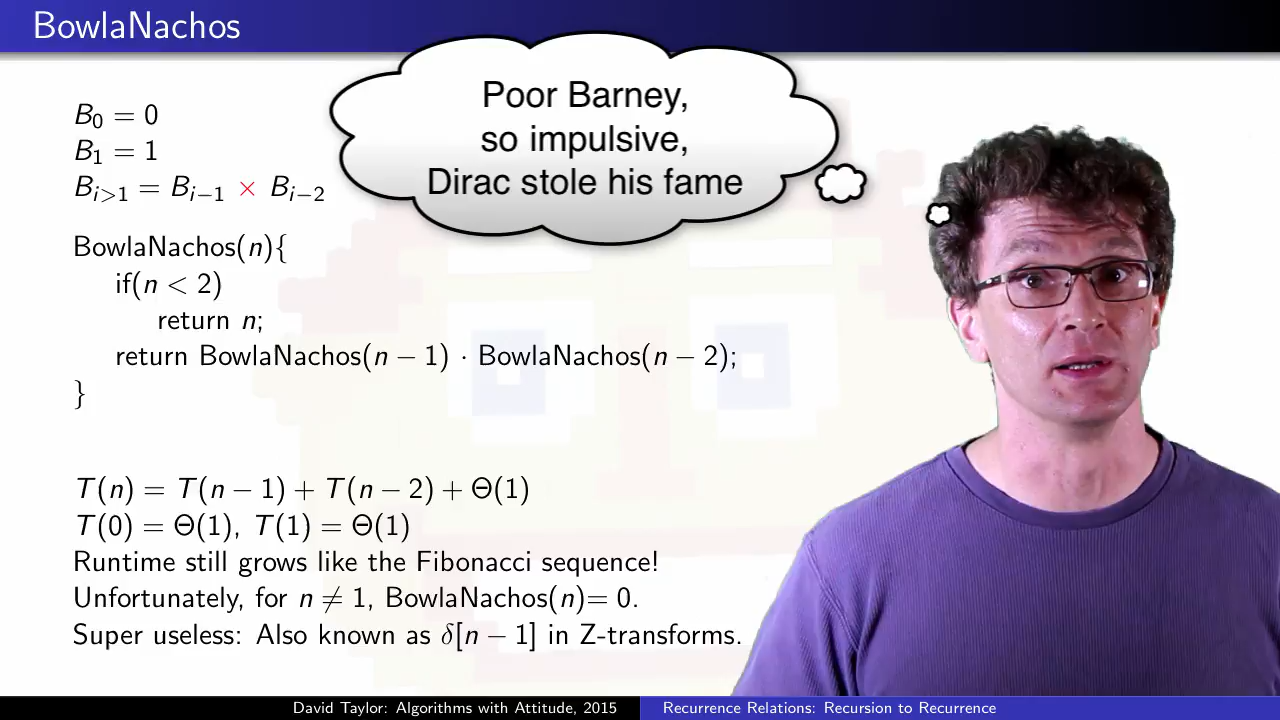 BowlaNachos
Poor Barney,
so impulsive,
Dirac stole his fame
B₀ = 0
B₁ = 1
Bᵢ>₁ = Bᵢ₋₁ × Bᵢ₋₂
BowlaNachos(n){
if(n < 2)
return n;
return BowlaNachos(n − 1) · BowlaNachos(n − 2);
}
T(n) = T(n − 1) + T(n − 2) + Θ(1)
T(0) = Θ(1), T(1) = Θ(1)
Runtime still grows like the Fibonacci sequence!
Unfortunately, for n ≠ 1, BowlaNachos(n)= 0.
Super useless: Also known as δ[n − 1] in Z-transforms.
David Taylor: Algorithms with Attitude, 2015
Recurrence Relations: Recursion to Recurrence